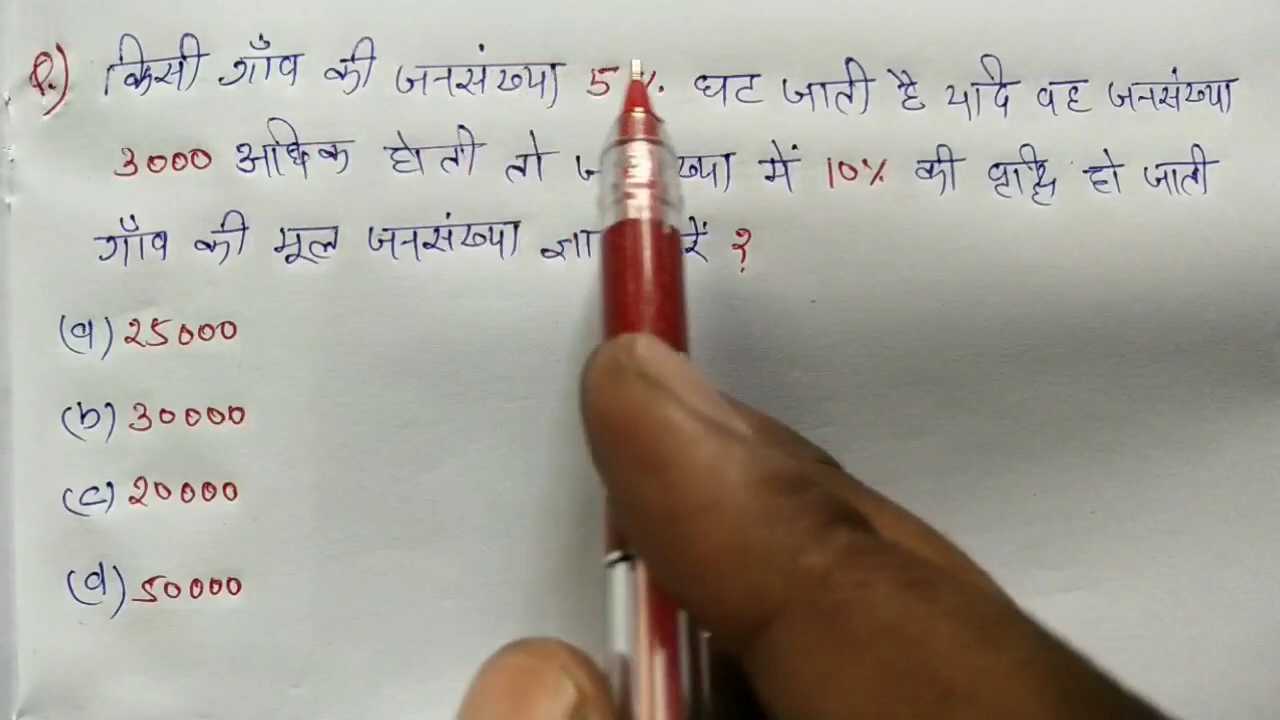 Q.) किसी गाँव की जनसंख्या 5% घट जाती है यदि वह जनसंख्या
3000 अधिक होती तो में 10% की वृद्धि हो जाती
गाँव की मूल जनसंख्या ?
(a) 25000
(b) 30000
(c) 20000
(d) 50000